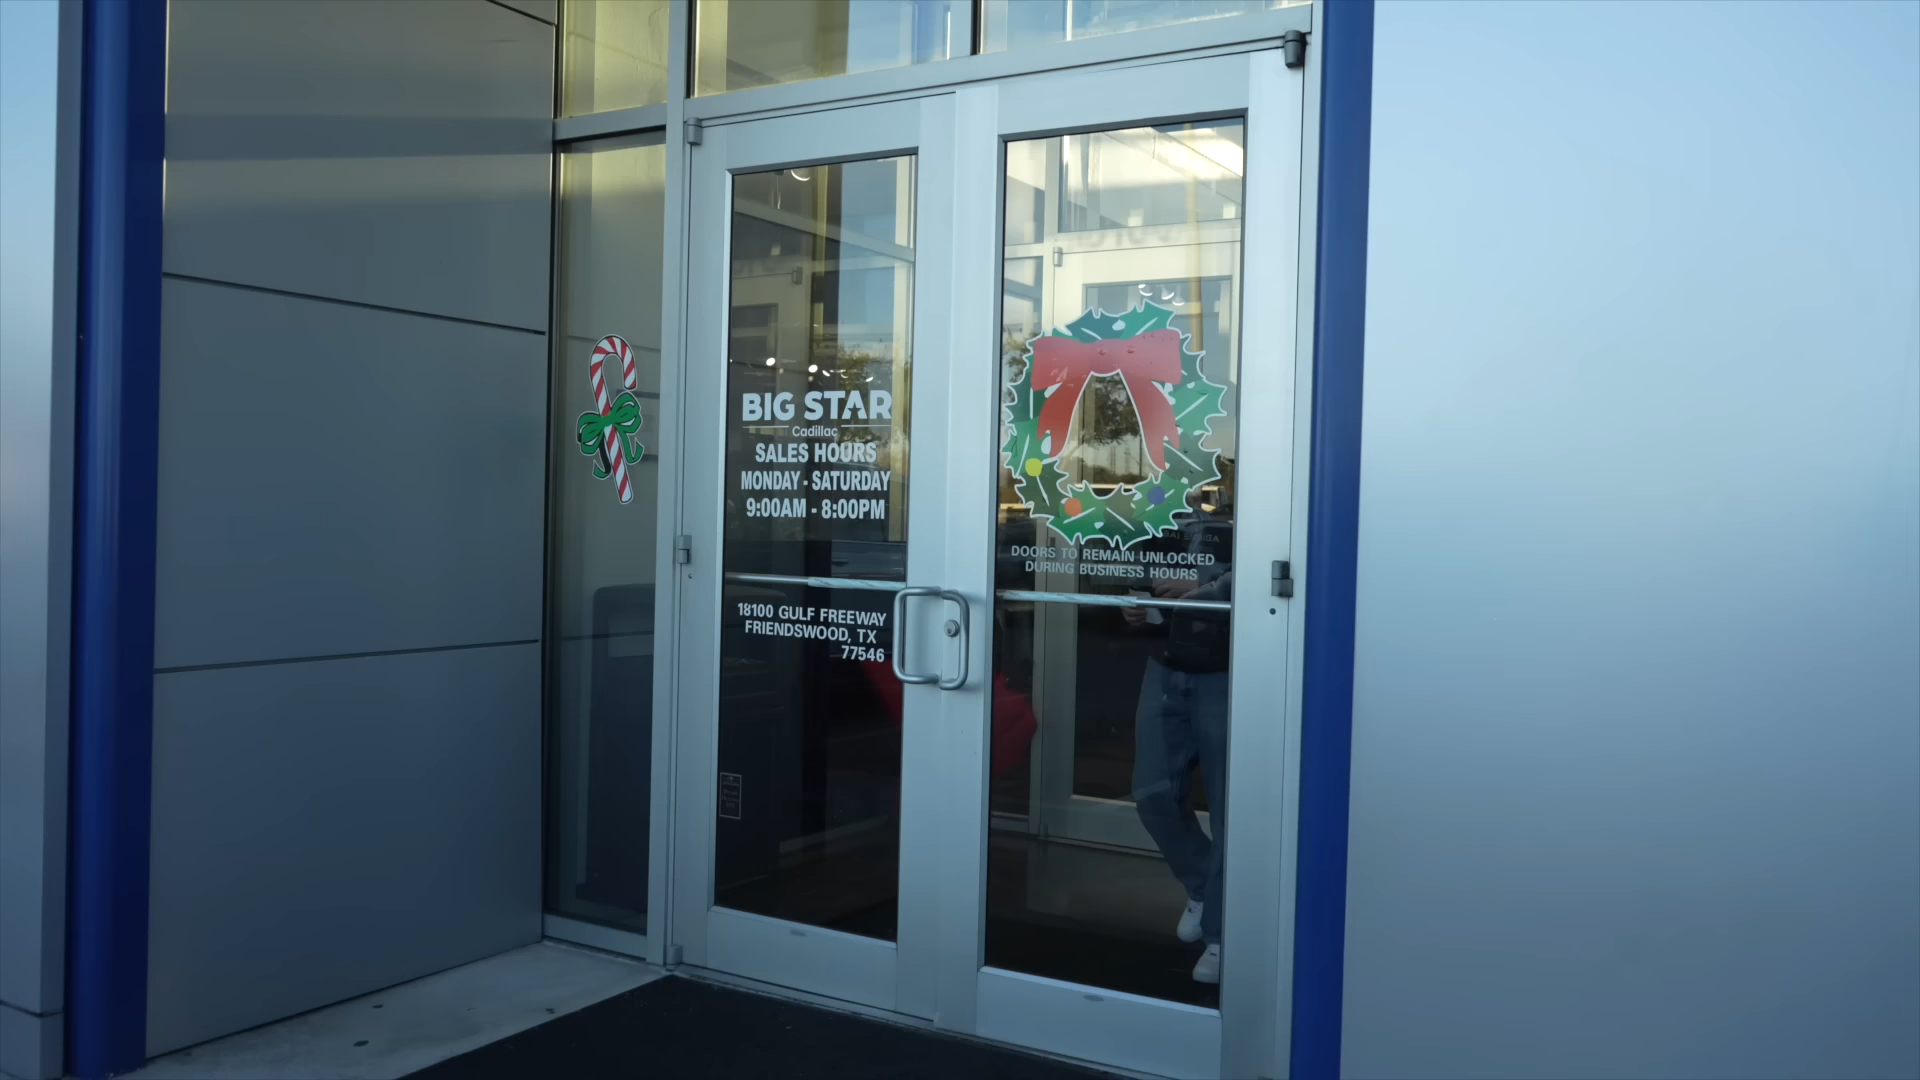 BIG STAR
Cadillac
SALES HOURS
MONDAY - SATURDAY
9:00AM - 8:00PM
18100 GULF FREEWAY
FRIENDSWOOD, TX
77546
DOORS TO REMAIN UNLOCKED
DURING BUSINESS HOURS